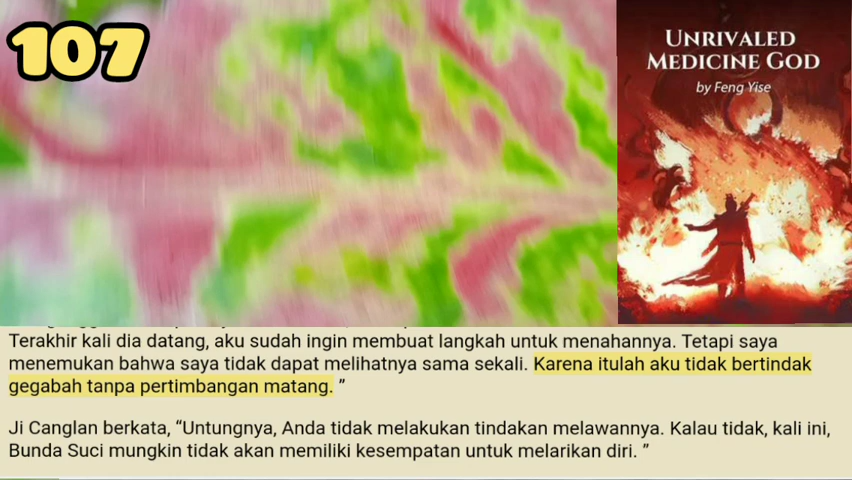 107
UNRIVALED
MEDICINE GOD
by Feng Yise
Terakhir kali dia datang, aku sudah ingin membuat langkah untuk menahannya. Tetapi saya
menemukan bahwa saya tidak dapat melihatnya sama sekali. Karena itulah aku tidak bertindak
gegabah tanpa pertimbangan matang. ”
Ji Canglan berkata, “Untungnya, Anda tidak melakukan tindakan melawannya. Kalau tidak, kali ini,
Bunda Suci mungkin tidak akan memiliki kesempatan untuk melarikan diri. ”